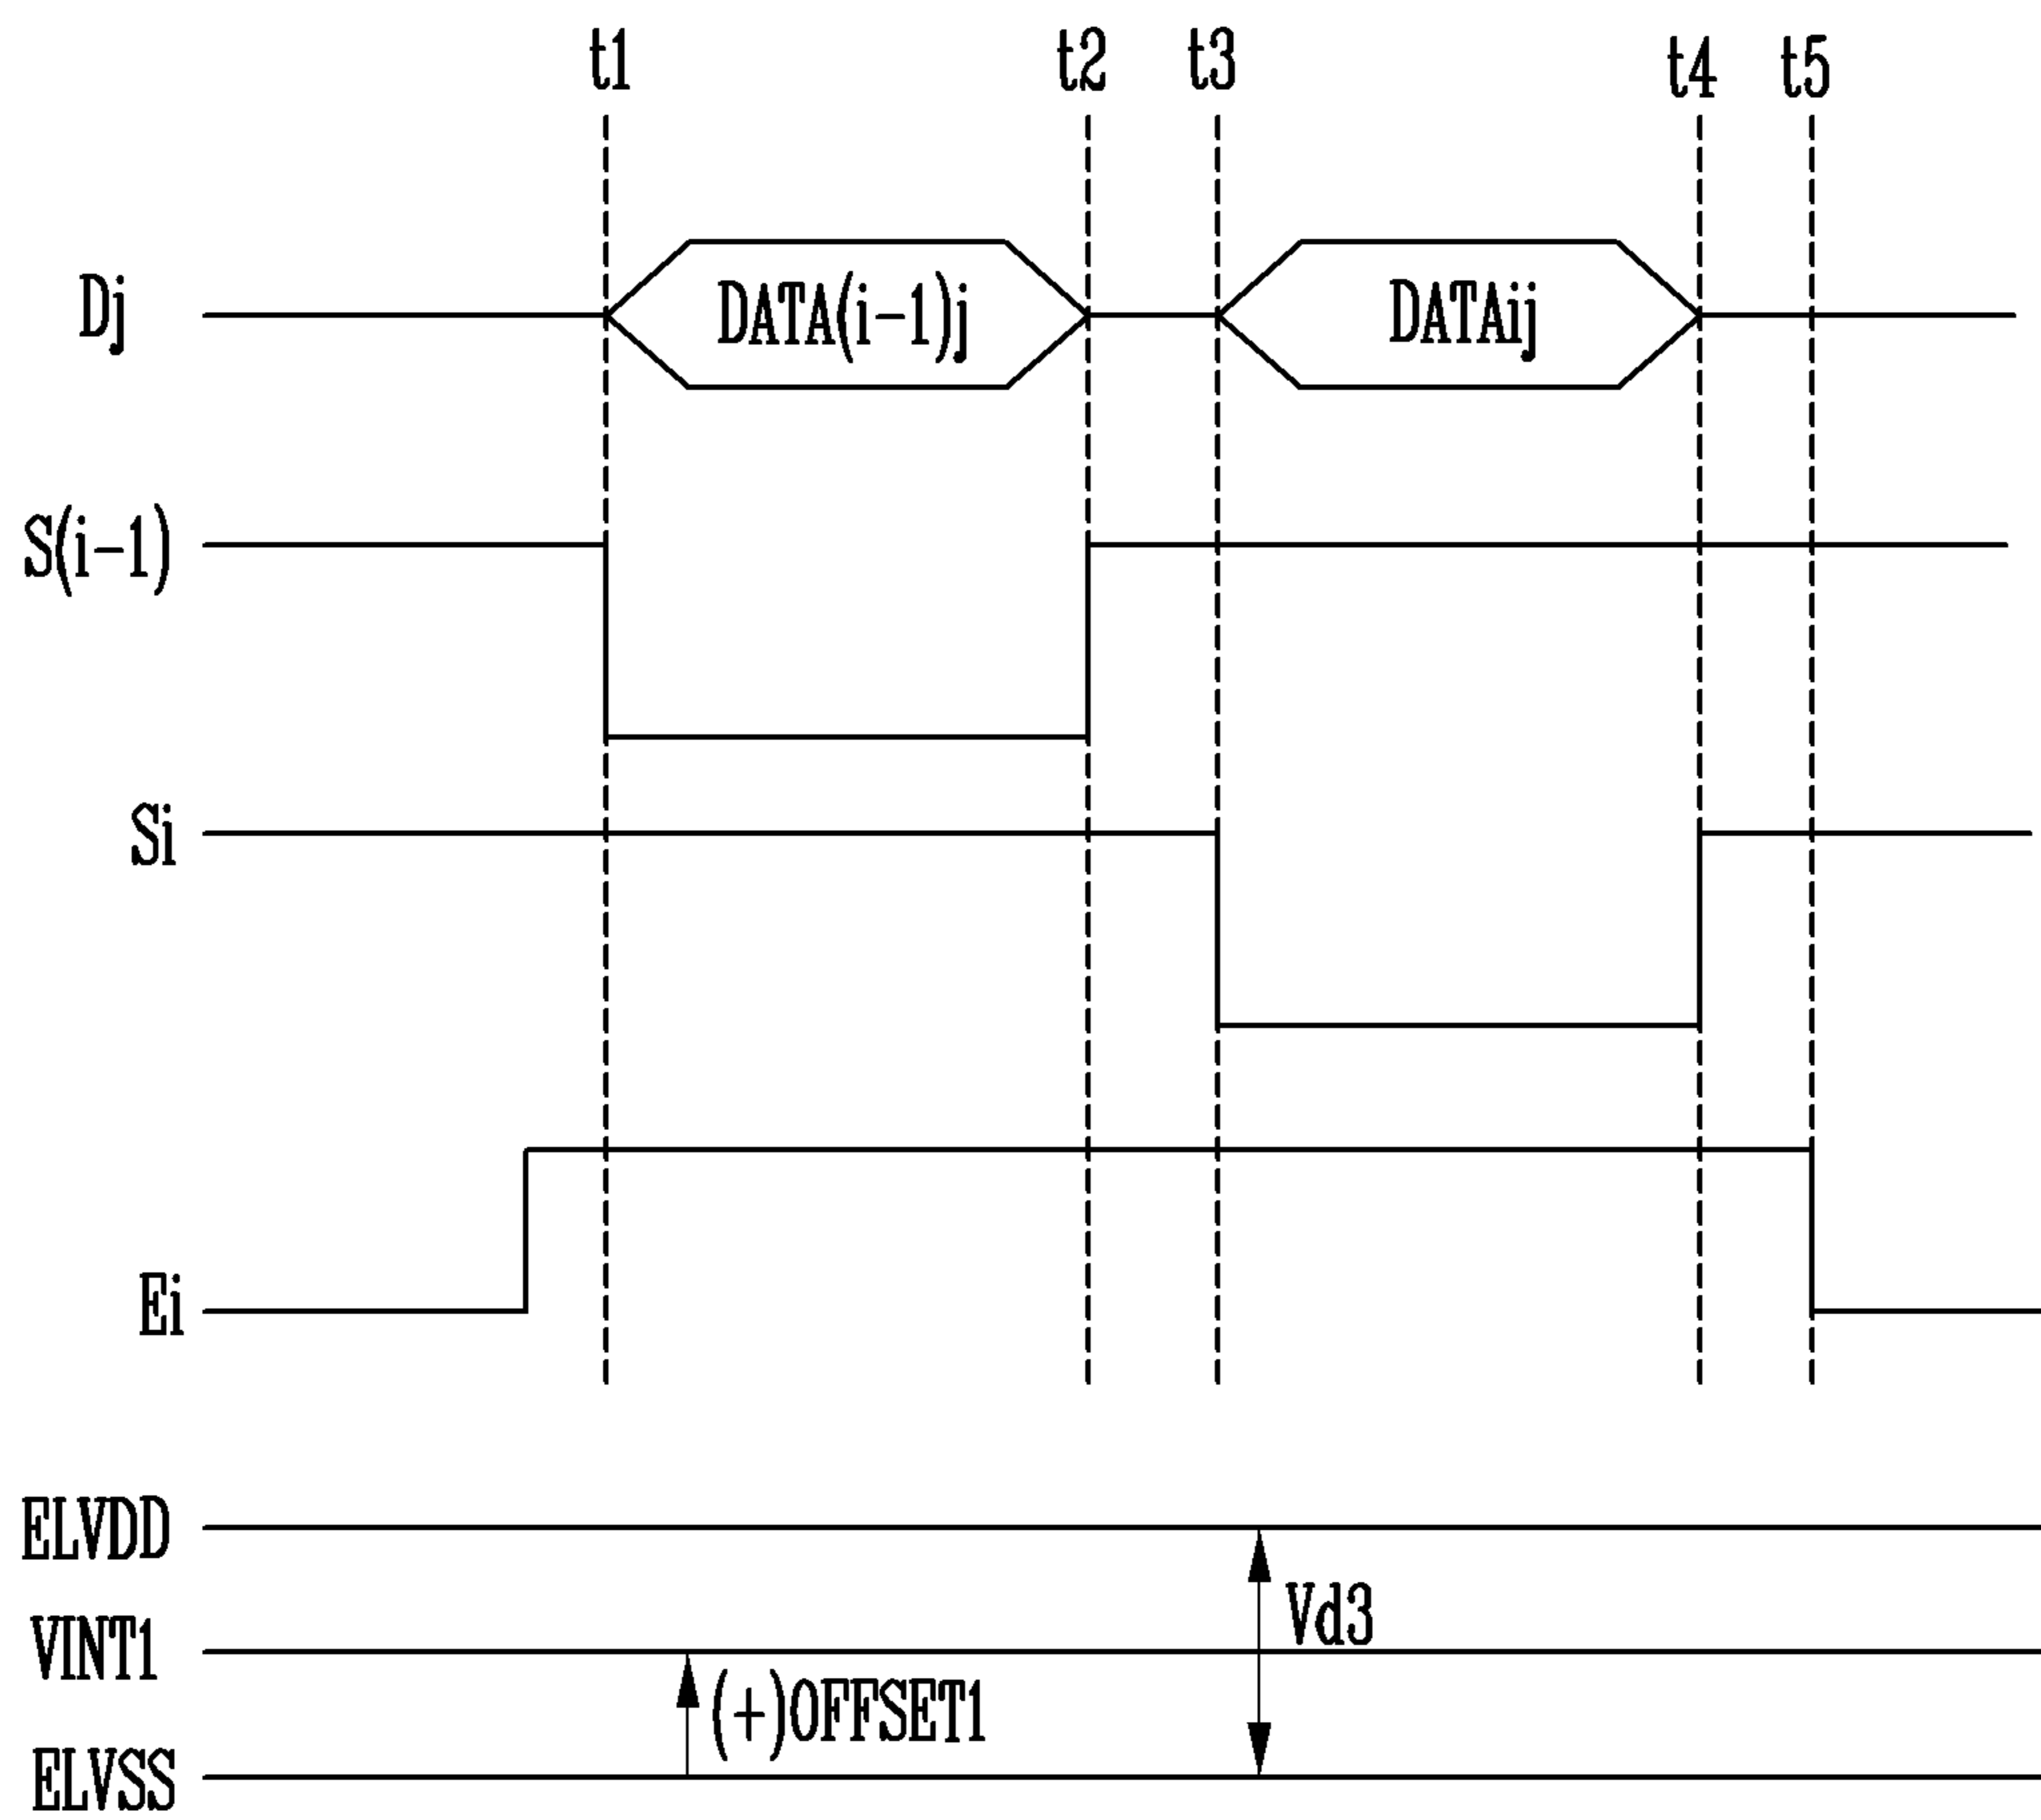 t1 t2 t3 t4 t5
Dj DATA(i-1)j DATAij
S(i-1)
Si
Ei
ELVDD
Vd3
VINT1
(+)OFFSET1
ELVSS